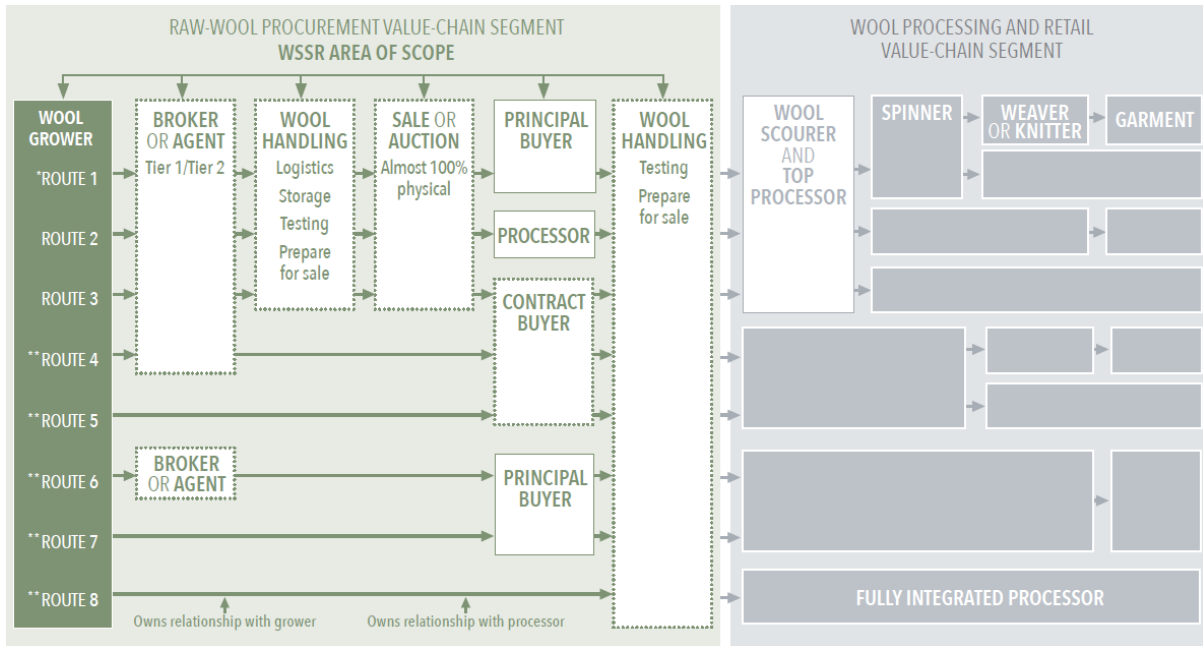 RAW-WOOL PROCUREMENT VALUE-CHAIN SEGMENT
WSSR AREA OF SCOPE
WOOL PROCESSING AND RETAIL
VALUE-CHAIN SEGMENT
WOOL
GROWER
*ROUTE 1
ROUTE 2
ROUTE 3
**ROUTE 4
**ROUTE 5
**ROUTE 6
**ROUTE 7
**ROUTE 8
BROKER
OR AGENT
Tier 1/Tier 2
WOOL
HANDLING
Logistics
Storage
Testing
Prepare
for sale
SALE OR
AUCTION
Almost 100%
physical
PRINCIPAL
BUYER
PROCESSOR
CONTRACT
BUYER
BROKER
OR AGENT
PRINCIPAL
BUYER
WOOL
HANDLING
Testing
Prepare
for sale
Owns relationship with grower
Owns relationship with processor
WOOL
SCOURER
AND
TOP
PROCESSOR
SPINNER
WEAVER
OR KNITTER
GARMENT
FULLY INTEGRATED PROCESSOR